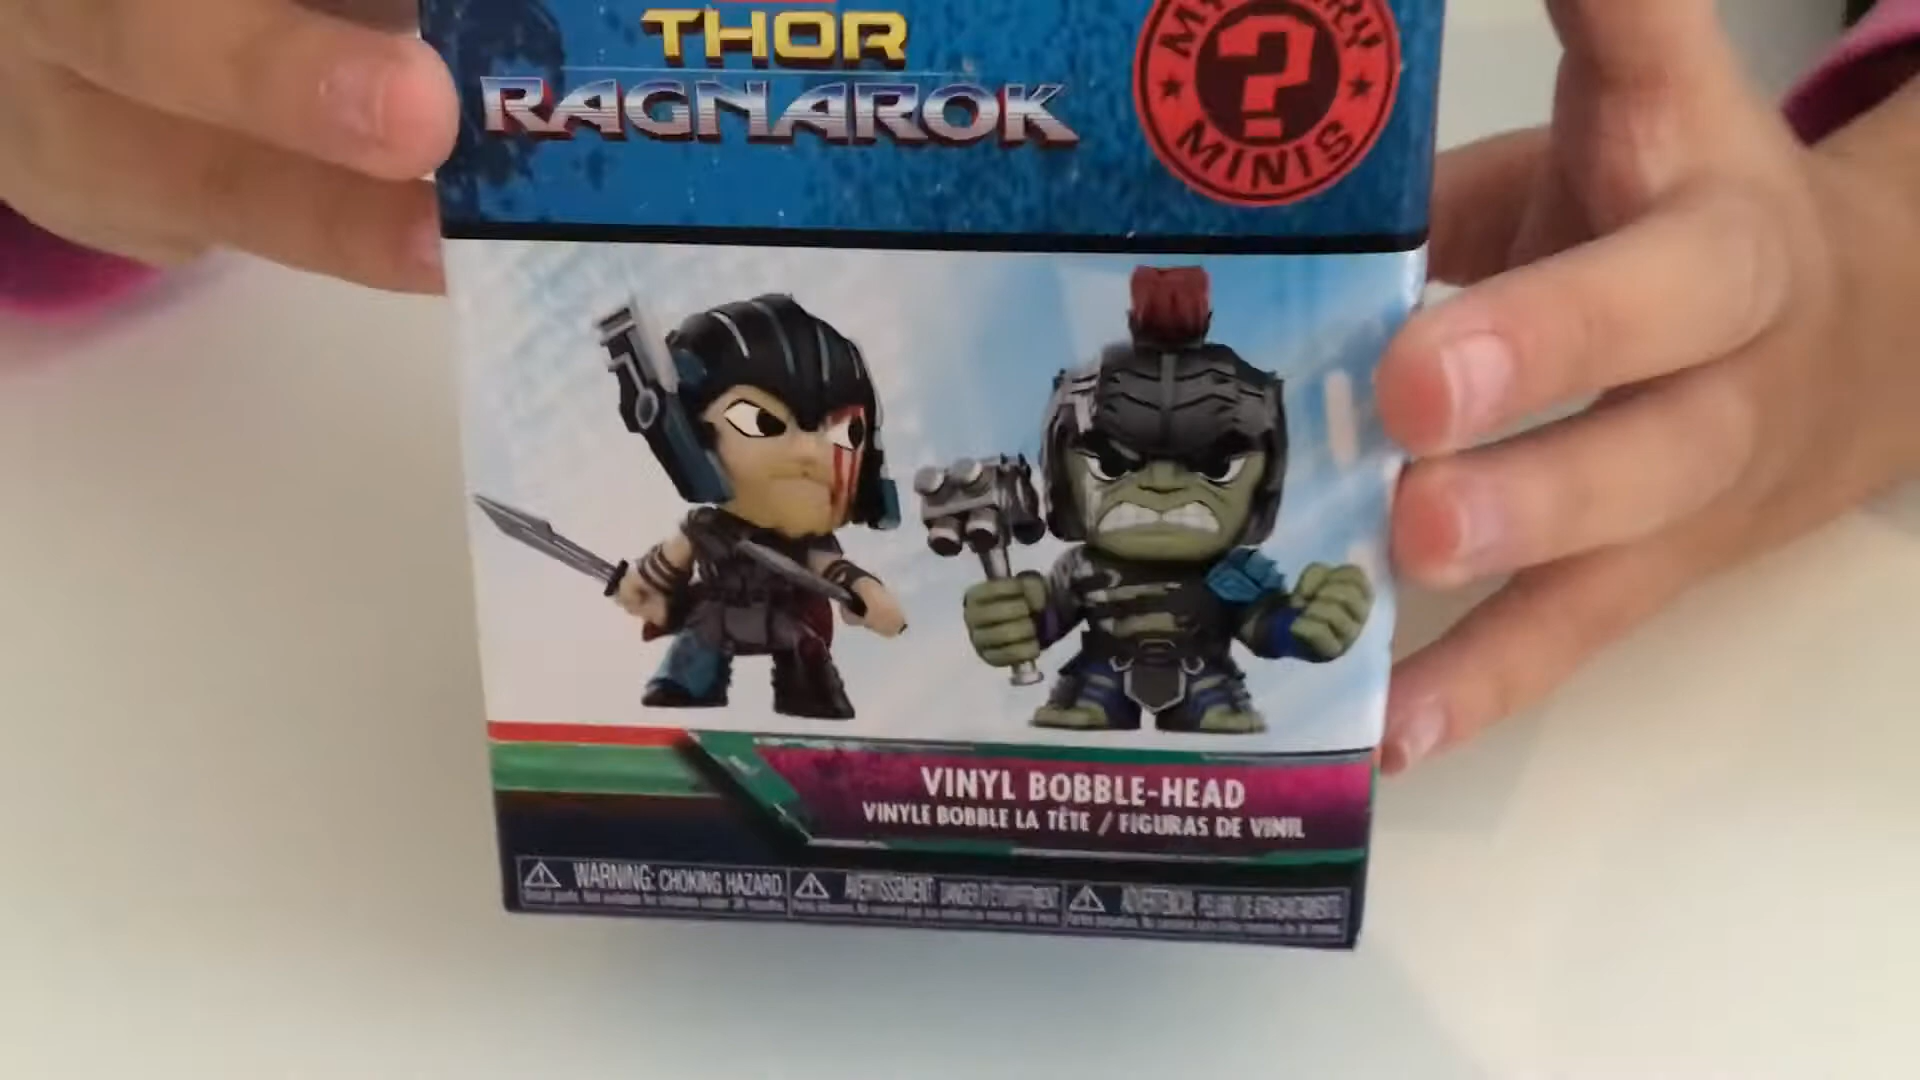 THOR
RAGNAROK
MYSTERY
?
MINIS
VINYL BOBBLE-HEAD
VINYLE BOBBLE LA TÊTE / FIGURAS DE VINIL
WARNING: CHOKING HAZARD.
AVERTISSEMENT: DANGER D'ÉTOUFFEMENT
ADVERTENCIA: PELIGRO DE ATRAGANTAMIENTO